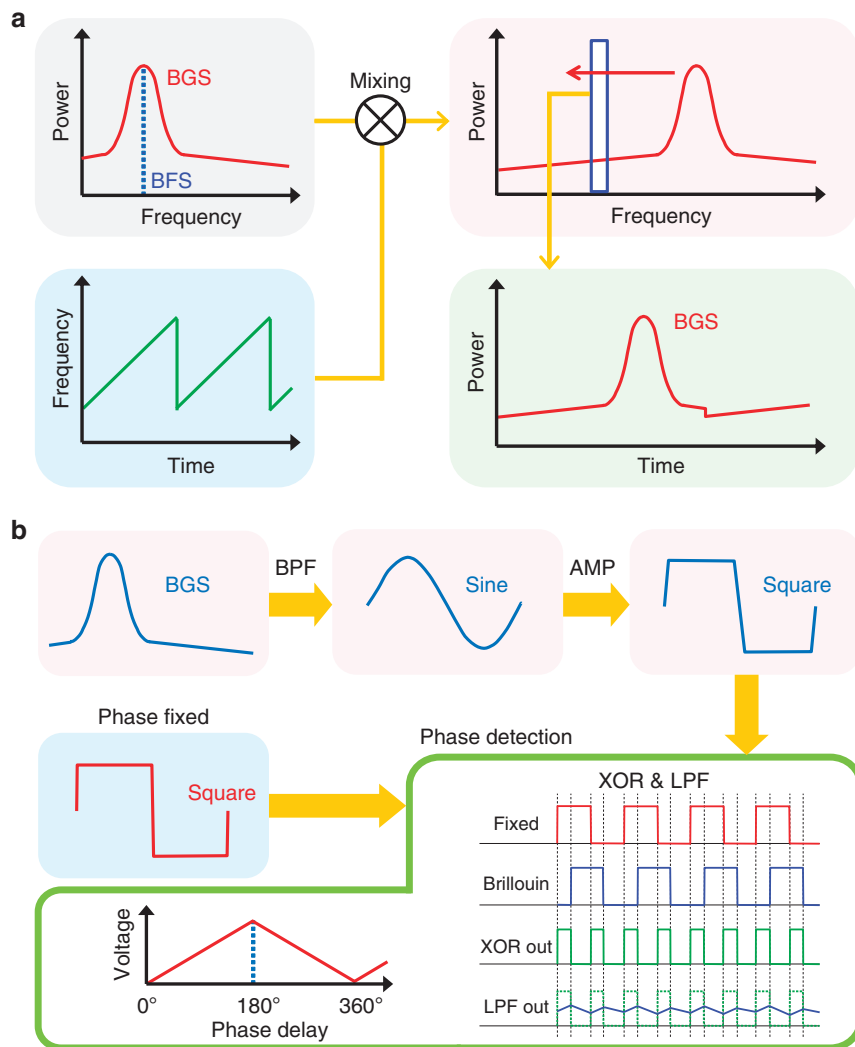 a
Power
BGS
BFS
Frequency
Mixing
Power
Frequency
Frequency
Time
Power
BGS
Time
b
BGS
BPF
Sine
AMP
Square
Phase fixed
Square
Phase detection
XOR & LPF
Fixed
Brillouin
XOR out
LPF out
Voltage
0° 180° 360°
Phase delay